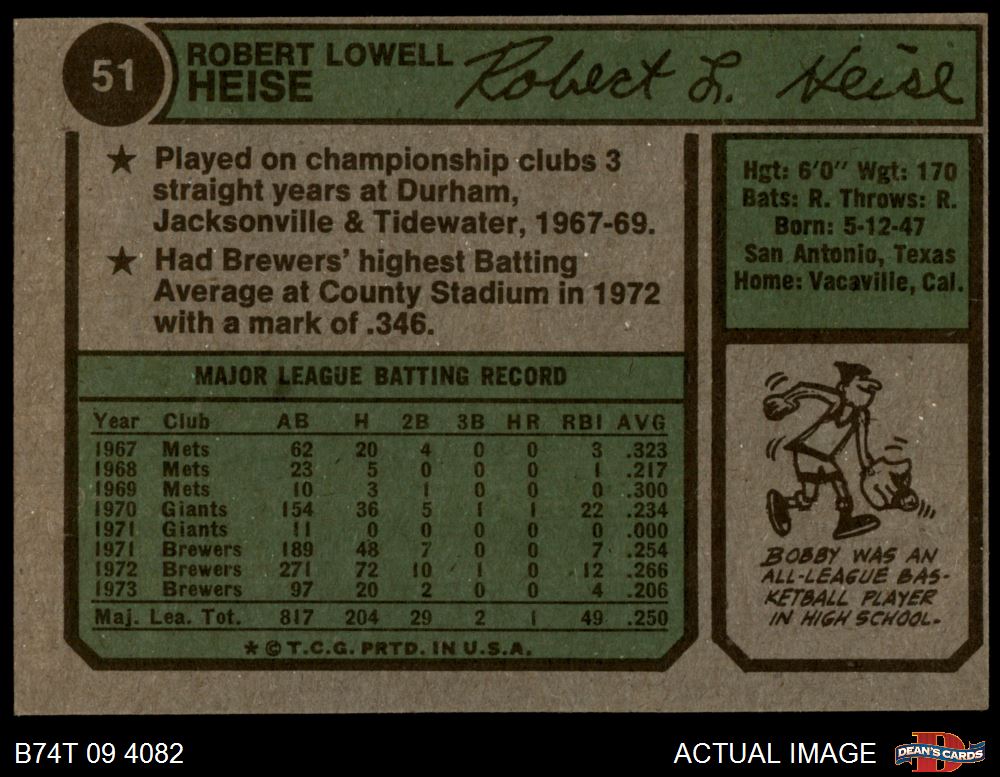 51
ROBERT LOWELL
HEISE
Robert L. Heise
★ Played on championship clubs 3
straight years at Durham,
Jacksonville & Tidewater, 1967-69.
★ Had Brewers' highest Batting
Average at County Stadium in 1972
with a mark of .346.
Hgt: 6'0" Wgt: 170
Bats: R. Throws: R.
Born: 5-12-47
San Antonio, Texas
Home: Vacaville, Cal.
MAJOR LEAGUE BATTING RECORD
Year Club AB H 2B 3B HR RBI AVG
1967 Mets 62 20 4 0 0 3 .323
1968 Mets 23 5 0 0 0 1 .217
1969 Mets 10 3 1 0 0 0 .300
1970 Giants 154 36 5 1 1 22 .234
1971 Giants 11 0 0 0 0 0 .000
1971 Brewers 189 48 7 0 0 7 .254
1972 Brewers 271 72 10 1 0 12 .266
1973 Brewers 97 20 2 0 0 4 .206
Maj. Lea. Tot. 817 204 29 2 1 49 .250
* © T.C.G. PRTD. IN U.S.A.
BOBBY WAS AN
ALL-LEAGUE BAS-
KETBALL PLAYER
IN HIGH SCHOOL-
B74T 09 4082
ACTUAL IMAGE
DEAN'S CARDS